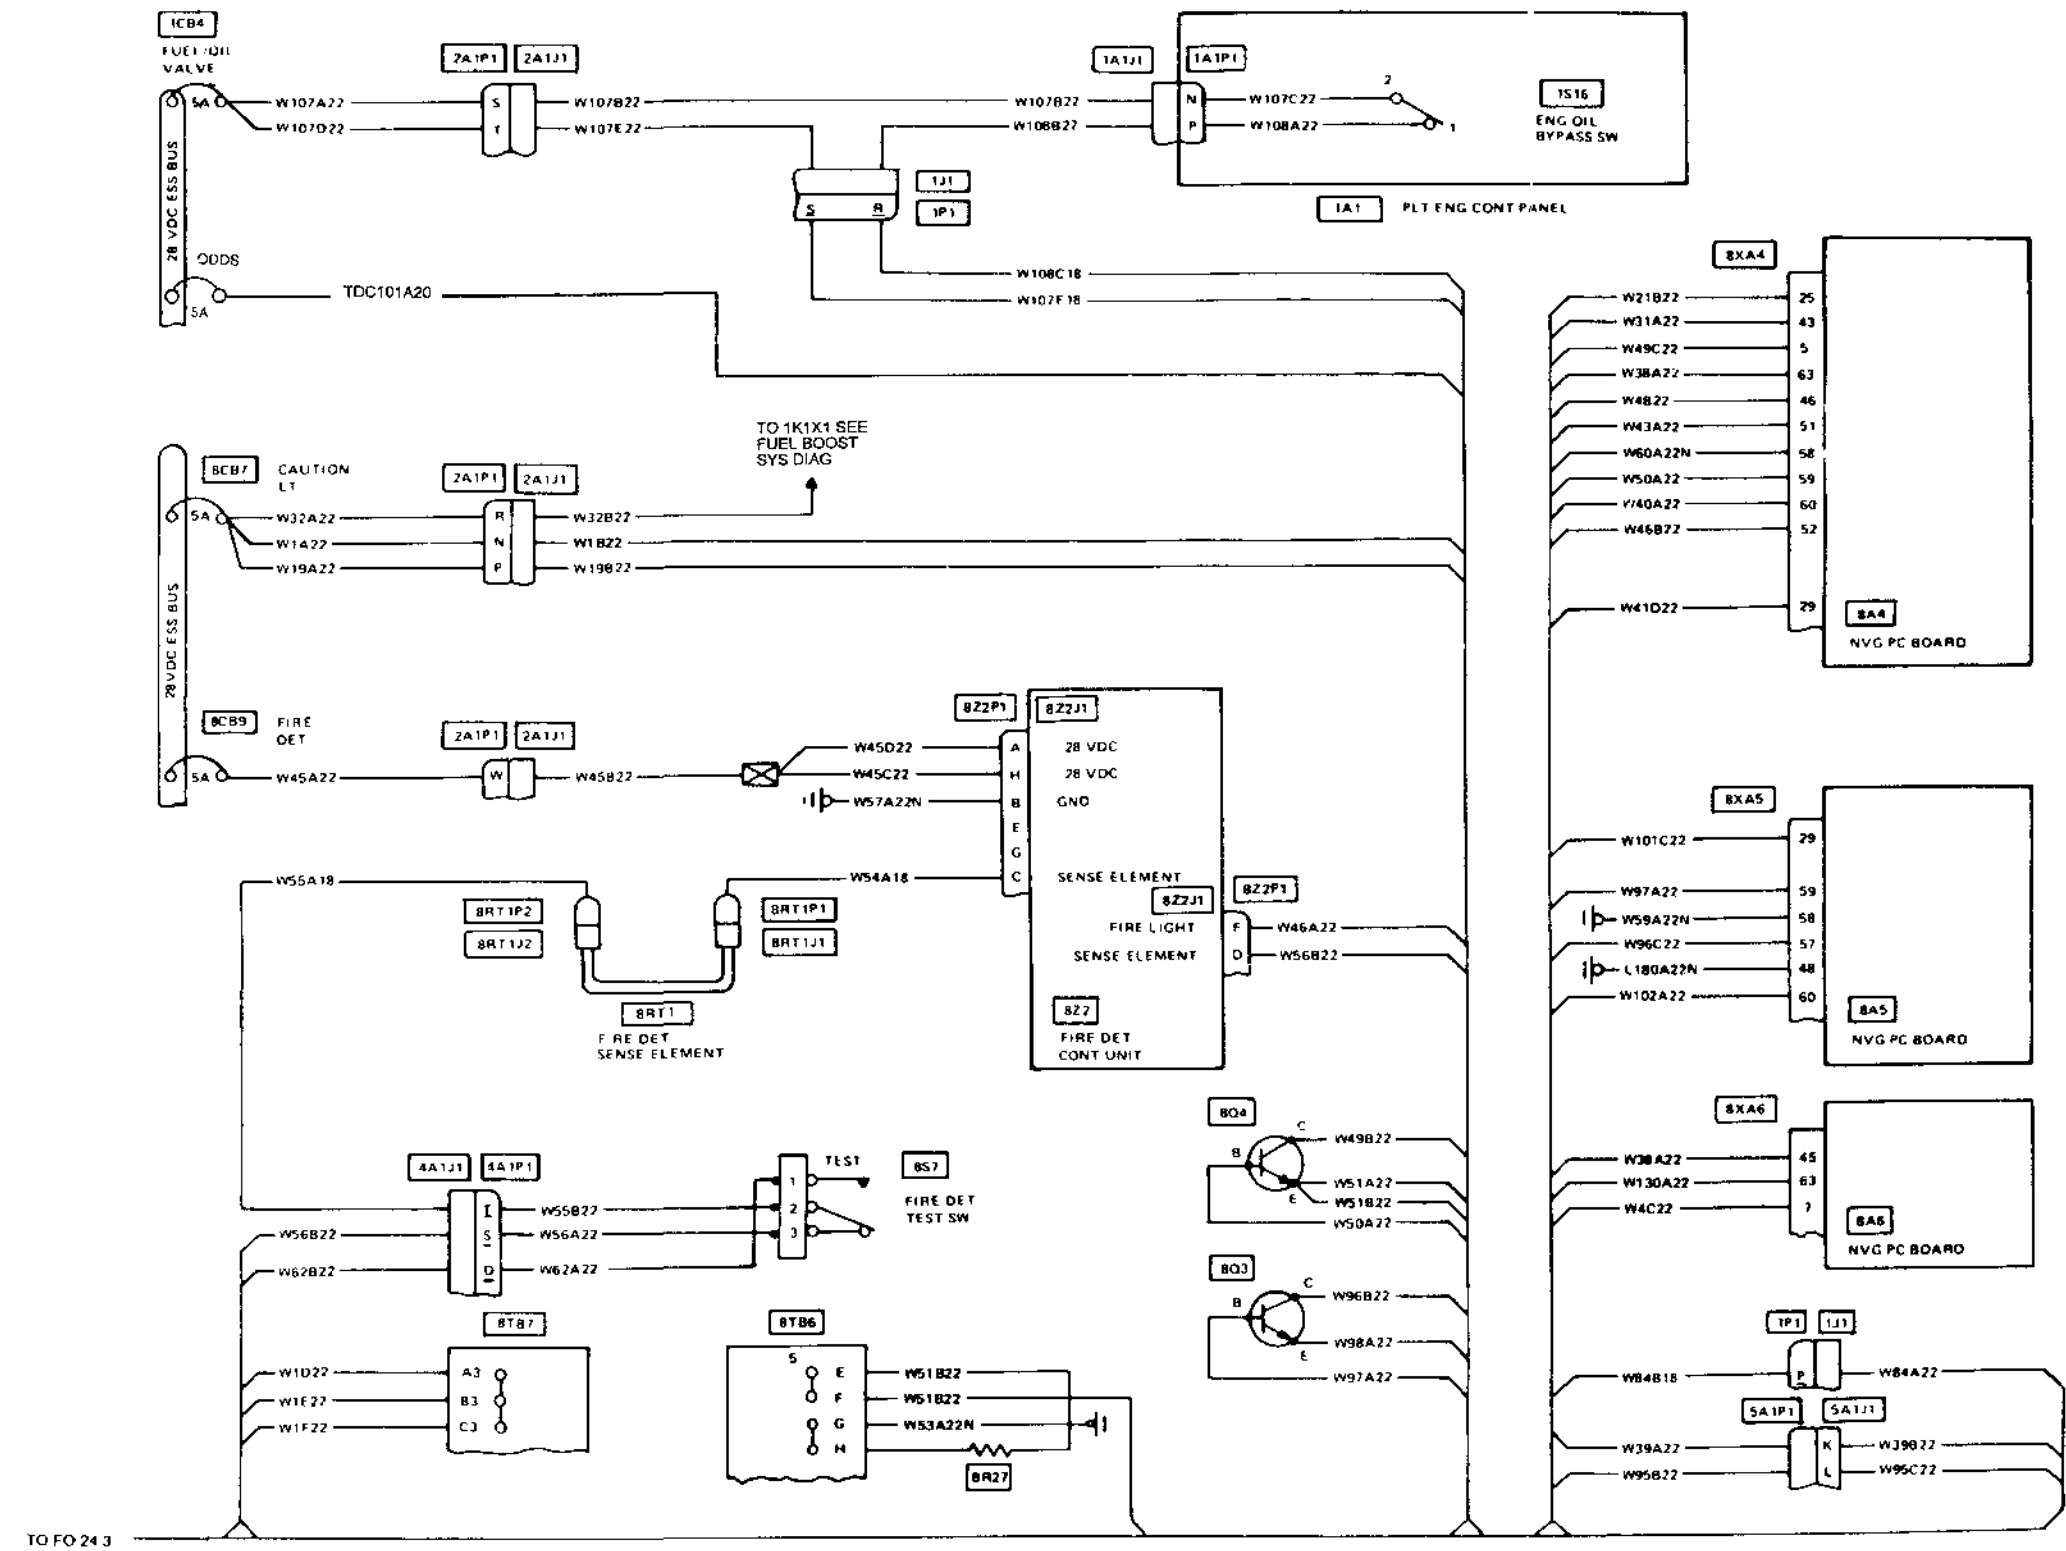 1CB4
FUEL/OIL
VALVE
5A
W107A22
W107D22
2A1P1
2A1J1
S
T
W107B22
W107E22
W107B22
W108B22
1A1J1
1A1P1
N
P
W107C22
W108A22
2
1
1S16
ENG OIL
BYPASS SW
1A1
PLT ENG CONT PANEL
1J1
1P1
S
R
28 VDC ESS BUS
ODDS
5A
TDC101A20
W108C18
W107F18
8CB7
CAUTION
LT
5A
W32A22
W1A22
W19A22
2A1P1
2A1J1
R
N
P
W32B22
W1B22
W19B22
TO 1K1X1 SEE
FUEL BOOST
SYS DIAG
28VDC ESS BUS
8CB9
FIRE
DET
5A
W45A22
2A1P1
2A1J1
W
W45B22
W45D22
W45C22
W57A22N
8Z2P1
8Z2J1
A
28 VDC
H
28 VDC
B
GND
E
G
C
SENSE ELEMENT
W55A18
W54A18
8RT1P2
8RT1J2
8RT1P1
8RT1J1
8RT1
FIRE DET
SENSE ELEMENT
8Z2J1
8Z2P1
FIRE LIGHT
F
W46A22
SENSE ELEMENT
D
W56B22
8Z2
FIRE DET
CONT UNIT
4A1J1
4A1P1
I
S
D
W56B22
W62B22
W55B22
W56A22
W62A22
1
2
3
TEST
8S7
FIRE DET
TEST SW
8TB7
W1D22
A3
W1E22
B3
W1F22
C3
8TB6
5
E
W51B22
F
W51B22
G
W53A22N
H
8R27
8Q4
C
B
E
W49B22
W51A22
W51B22
W50A22
8Q3
C
B
E
W96B22
W98A22
W97A22
8XA4
W21B22
25
W31A22
43
W49C22
5
W38A22
63
W4B22
46
W43A22
51
W60A22N
58
W50A22
59
W40A22
60
W46B22
52
W41D22
29
8A4
NVG PC BOARD
8XA5
W101C22
29
W97A22
59
W59A22N
58
W96C22
57
L180A22N
48
W102A22
60
8A5
NVG PC BOARD
8XA6
W38A22
45
W130A22
63
W4C22
7
8A6
NVG PC BOARD
1P1
1J1
W84B18
P
W84A22
5A1P1
5A1J1
W39A22
K
W39B22
W95B22
L
W95C22
TO FO 24.3